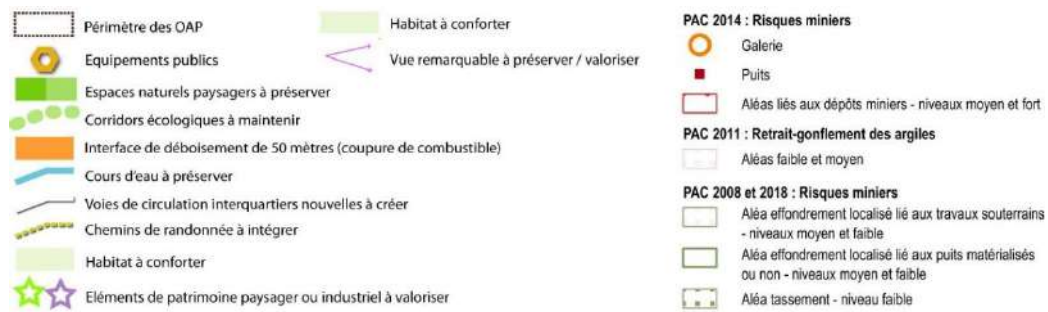 Périmètre des OAP
Equipements publics
Espaces naturels paysagers à préserver
Corridors écologiques à maintenir
Interface de déboisement de 50 mètres (coupure de combustible)
Cours d'eau à préserver
Voies de circulation interquartiers nouvelles à créer
Chemins de randonnée à intégrer
Habitat à conforter
Eléments de patrimoine paysager ou industriel à valoriser
Habitat à conforter
Vue remarquable à préserver / valoriser
PAC 2014 : Risques miniers
Galerie
Puits
Aléas liés aux dépôts miniers - niveaux moyen et fort
PAC 2011 : Retrait-gonflement des argiles
Aléas faible et moyen
PAC 2008 et 2018 : Risques miniers
Aléa effondrement localisé lié aux travaux souterrains
- niveaux moyen et faible
Aléa effondrement localisé lié aux puits matérialisés
ou non - niveaux moyen et faible
Aléa tassement - niveau faible